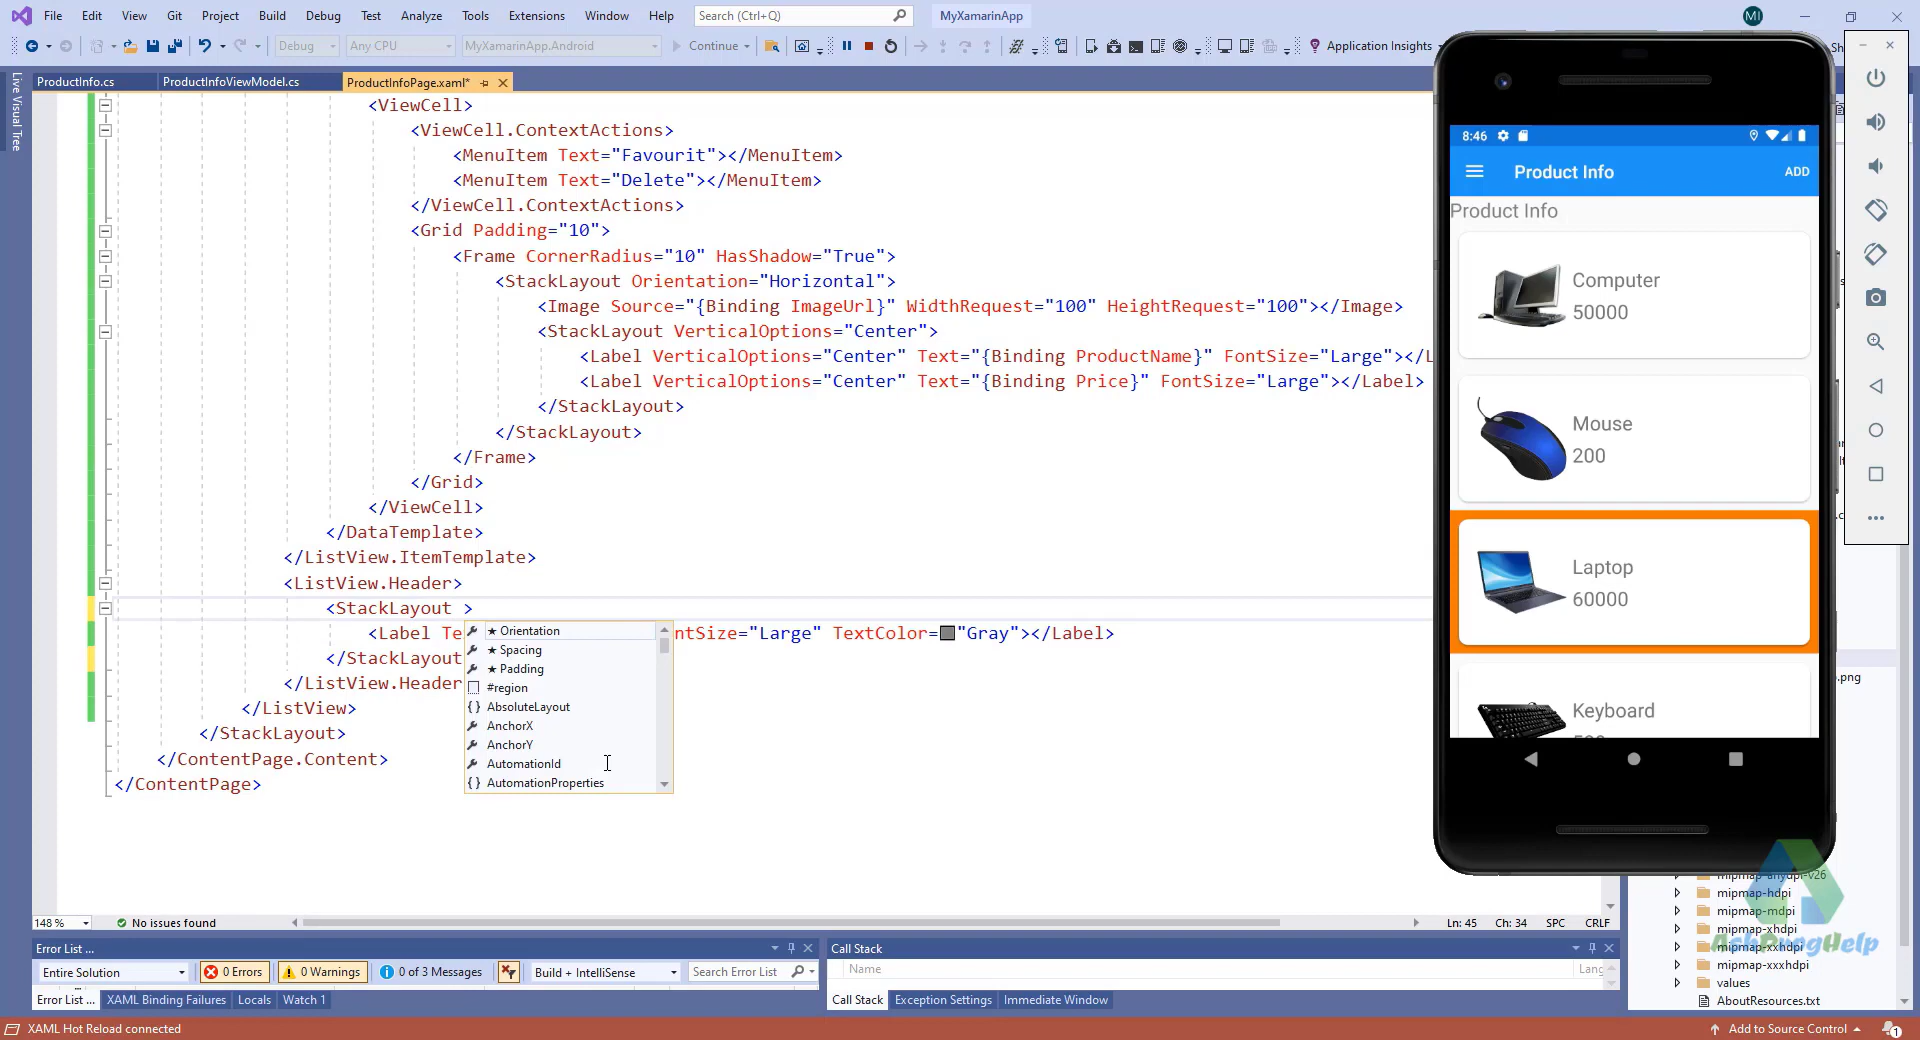 File Edit View Git Project Build Debug Test Analyze Tools Extensions Window Help Search (Ctrl+Q) MyXamarinApp MI
Debug Any CPU MyXamarinApp.Android Continue Application Insights
ProductInfo.cs ProductInfoViewModel.cs ProductInfoPage.xaml*
Live Visual Tree
<ViewCell>
<ViewCell.ContextActions>
<MenuItem Text="Favourit"></MenuItem>
<MenuItem Text="Delete"></MenuItem>
</ViewCell.ContextActions>
<Grid Padding="10">
<Frame CornerRadius="10" HasShadow="True">
<StackLayout Orientation="Horizontal">
<Image Source="{Binding ImageUrl}" WidthRequest="100" HeightRequest="100"></Image>
<StackLayout VerticalOptions="Center">
<Label VerticalOptions="Center" Text="{Binding ProductName}" FontSize="Large"></L
<Label VerticalOptions="Center" Text="{Binding Price}" FontSize="Large"></Label>
</StackLayout>
</StackLayout>
</Frame>
</Grid>
</ViewCell>
</DataTemplate>
</ListView.ItemTemplate>
<ListView.Header>
<StackLayout >
<Label Te ntSize="Large" TextColor="Gray"></Label>
</StackLayout
</ListView.Header
</ListView>
</StackLayout>
</ContentPage.Content>
</ContentPage>
★ Orientation
★ Spacing
★ Padding
#region
AbsoluteLayout
AnchorX
AnchorY
AutomationId
AutomationProperties
8:46
Product Info ADD
Product Info
Computer
50000
Mouse
200
Laptop
60000
Keyboard
.png
148 % No issues found Ln: 45 Ch: 34 SPC CRLF
Error List ...
Entire Solution 0 Errors 0 Warnings 0 of 3 Messages Build + IntelliSense Search Error List
Error List ... XAML Binding Failures Locals Watch 1
Call Stack
Name Lang
Call Stack Exception Settings Immediate Window
mipmap-anydpi-v26
mipmap-hdpi
mipmap-mdpi
mipmap-xhdpi
mipmap-xxhdpi
mipmap-xxxhdpi
values
AboutResources.txt
AshProgHelp
XAML Hot Reload connected Add to Source Control 1